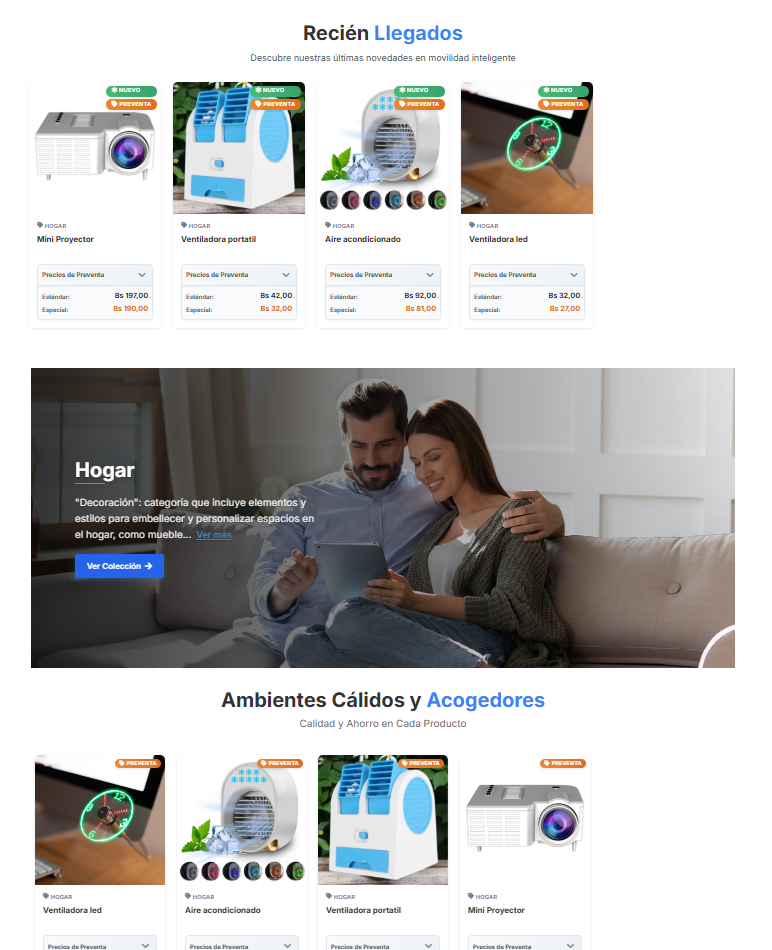 Recién Llegados
Descubre nuestras últimas novedades en movilidad inteligente
NUEVO
PREVENTA
HOGAR
Mini Proyector
Precios de Preventa
Estándar: Bs 197,00
Especial: Bs 190,00
NUEVO
PREVENTA
HOGAR
Ventiladora portatil
Precios de Preventa
Estándar: Bs 42,00
Especial: Bs 32,00
NUEVO
PREVENTA
HOGAR
Aire acondicionado
Precios de Preventa
Estándar: Bs 92,00
Especial: Bs 81,00
NUEVO
PREVENTA
12
9
6
HOGAR
Ventiladora led
Precios de Preventa
Estándar: Bs 32,00
Especial: Bs 27,00
Hogar
"Decoración": categoría que incluye elementos y
estilos para embellecer y personalizar espacios en
el hogar, como mueble... Ver más
Ver Colección →
Ambientes Cálidos y Acogedores
Calidad y Ahorro en Cada Producto
PREVENTA
12
9
6
HOGAR
Ventiladora led
Precios de Preventa
PREVENTA
HOGAR
Aire acondicionado
Precios de Preventa
PREVENTA
HOGAR
Ventiladora portatil
Precios de Preventa
PREVENTA
HOGAR
Mini Proyector
Precios de Preventa